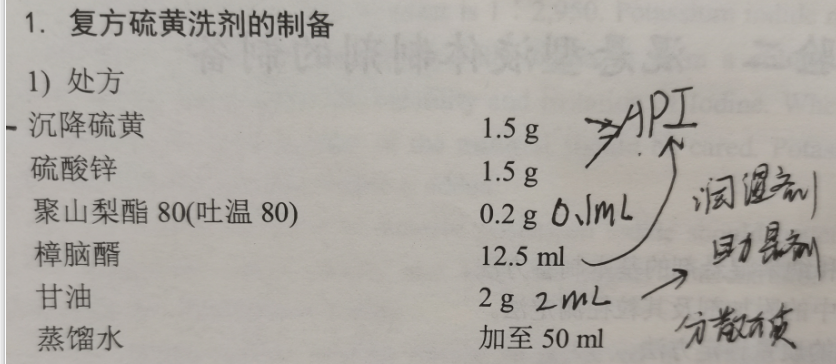 1. 复方硫黄洗剂的制备
1) 处方
沉降硫黄 1.5 g API
硫酸锌 1.5 g
聚山梨酯 80(吐温 80) 0.2 g 0.1mL 润湿剂
樟脑醑 12.5 ml 助悬剂
甘油 2 g 2mL
蒸馏水 加至 50 ml 分散介质